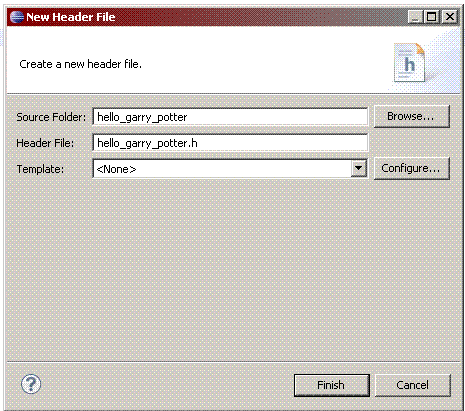 New Header File
Create a new header file.
h
Source Folder: hello_garry_potter Browse...
Header File: hello_garry_potter.h
Template: <None> Configure...
?
Finish Cancel